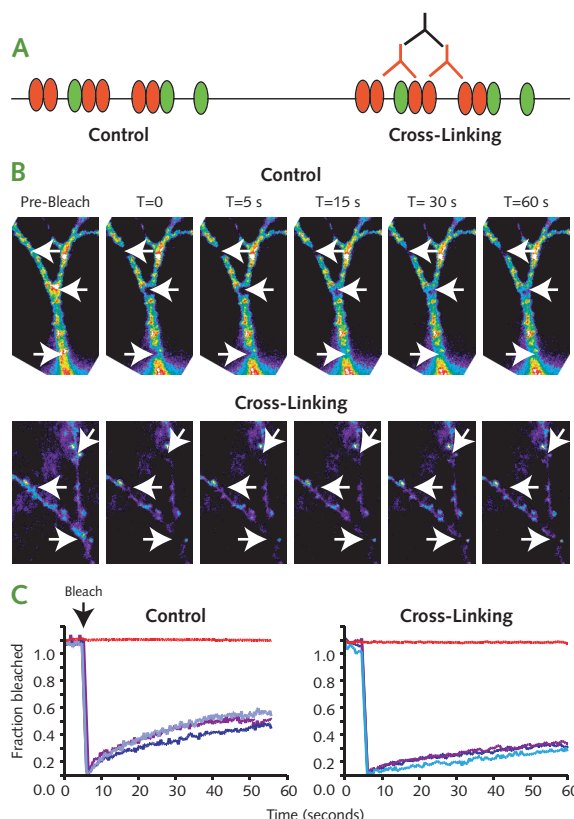 A
Control Cross-Linking
B
Control
Pre-Bleach T=0 T=5 s T=15 s T= 30 s T=60 s
Cross-Linking
C
Bleach
Control Cross-Linking
Fraction bleached
1.0 1.0
0.8 0.8
0.6 0.6
0.4 0.4
0.2 0.2
0.0 0.0
0 10 20 30 40 50 60 0 10 20 30 40 50 60
Time (seconds)